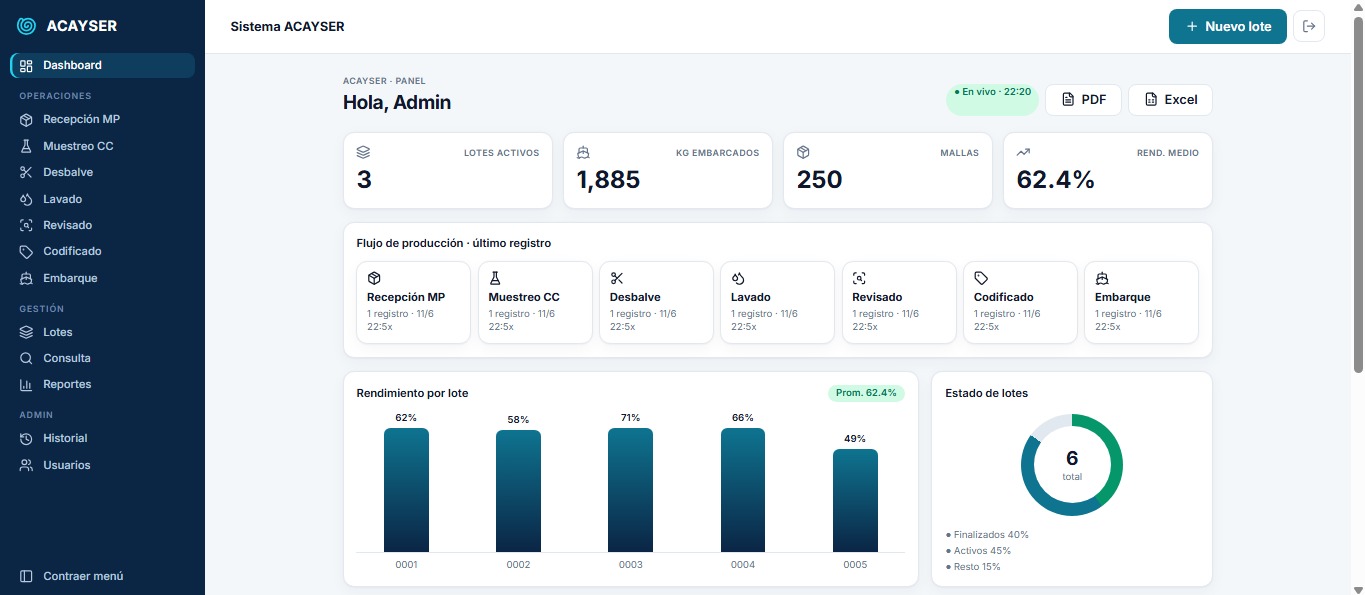 ACAYSER
Sistema ACAYSER
+ Nuevo lote
Dashboard
OPERACIONES
Recepción MP
Muestreo CC
Desbalve
Lavado
Revisado
Codificado
Embarque
GESTIÓN
Lotes
Consulta
Reportes
ADMIN
Historial
Usuarios
Contraer menú
ACAYSER · PANEL
Hola, Admin
● En vivo · 22:20
PDF
Excel
LOTES ACTIVOS
3
KG EMBARCADOS
1,885
MALLAS
250
REND. MEDIO
62.4%
Flujo de producción · último registro
Recepción MP
1 registro · 11/6
22:5x
Muestreo CC
1 registro · 11/6
22:5x
Desbalve
1 registro · 11/6
22:5x
Lavado
1 registro · 11/6
22:5x
Revisado
1 registro · 11/6
22:5x
Codificado
1 registro · 11/6
22:5x
Embarque
1 registro · 11/6
22:5x
Rendimiento por lote
Prom. 62.4%
62%
58%
71%
66%
49%
0001
0002
0003
0004
0005
Estado de lotes
6
total
● Finalizados 40%
● Activos 45%
● Resto 15%